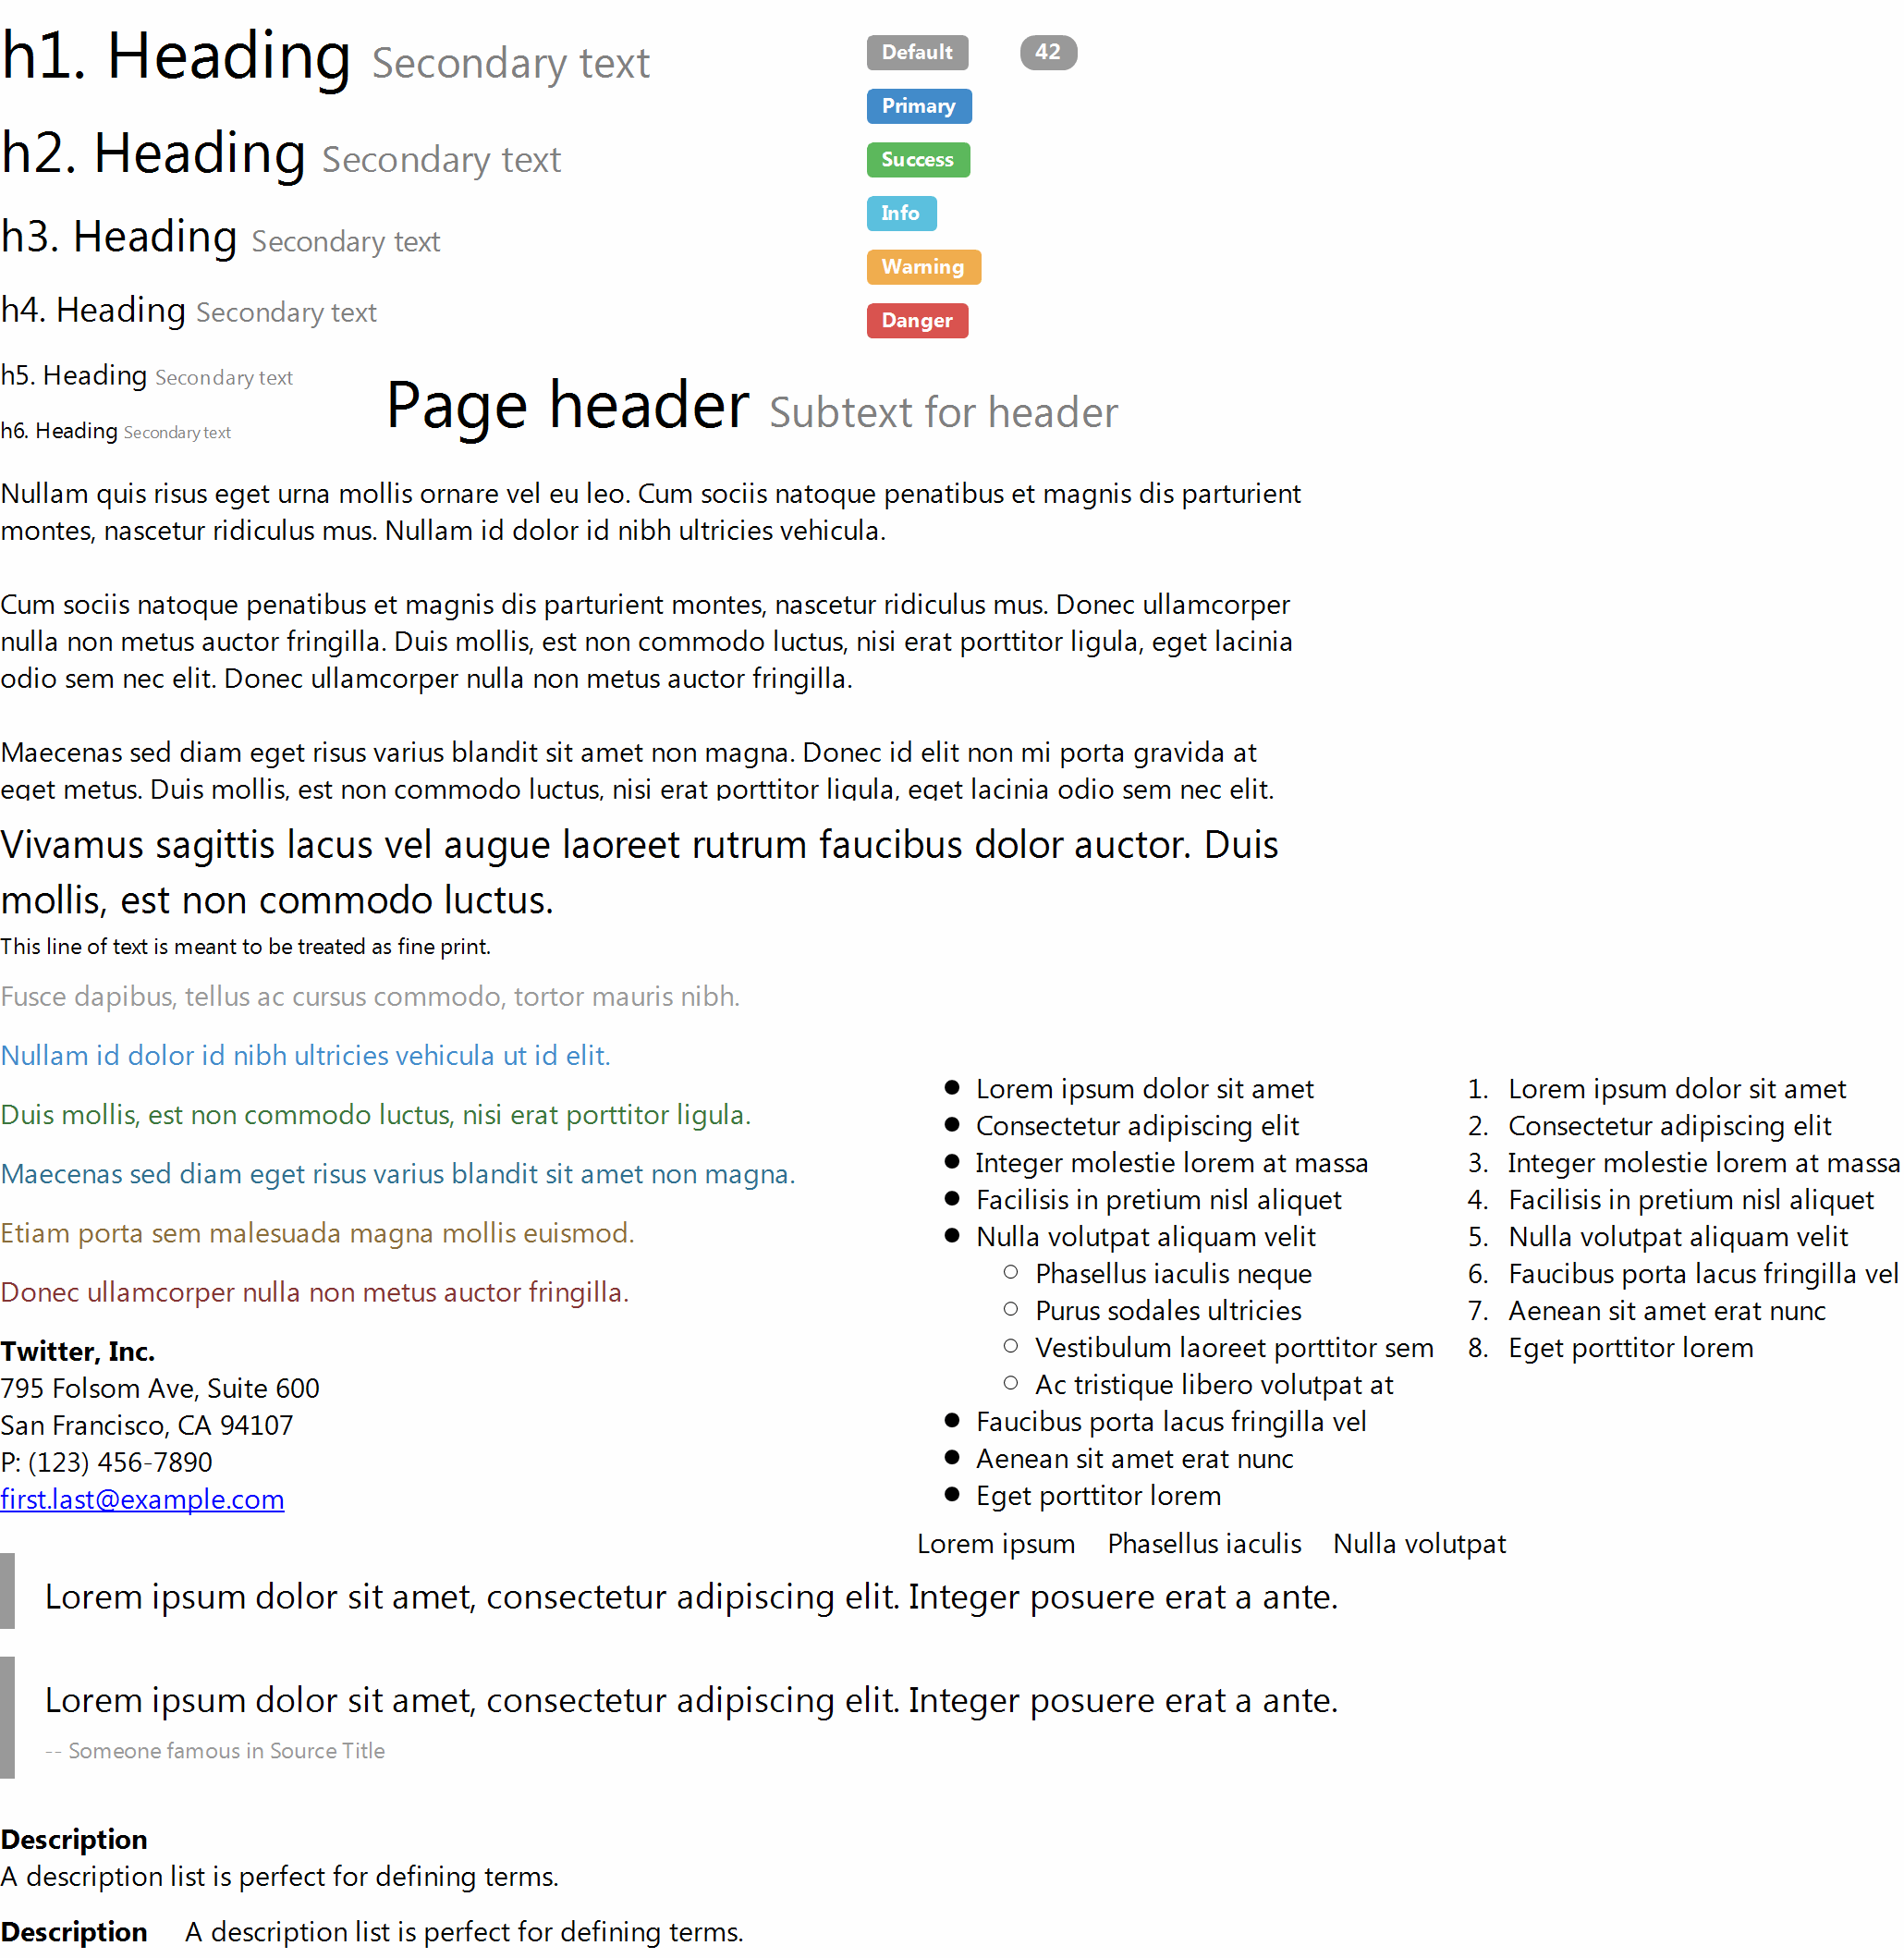 h1. Heading Secondary text
h2. Heading Secondary text
h3. Heading Secondary text
h4. Heading Secondary text
h5. Heading Secondary text
h6. Heading Secondary text
Default 42
Primary
Success
Info
Warning
Danger
Page header Subtext for header
Nullam quis risus eget urna mollis ornare vel eu leo. Cum sociis natoque penatibus et magnis dis parturient
montes, nascetur ridiculus mus. Nullam id dolor id nibh ultricies vehicula.
Cum sociis natoque penatibus et magnis dis parturient montes, nascetur ridiculus mus. Donec ullamcorper
nulla non metus auctor fringilla. Duis mollis, est non commodo luctus, nisi erat porttitor ligula, eget lacinia
odio sem nec elit. Donec ullamcorper nulla non metus auctor fringilla.
Maecenas sed diam eget risus varius blandit sit amet non magna. Donec id elit non mi porta gravida at
eget metus. Duis mollis, est non commodo luctus, nisi erat porttitor ligula, eget lacinia odio sem nec elit.
Vivamus sagittis lacus vel augue laoreet rutrum faucibus dolor auctor. Duis
mollis, est non commodo luctus.
This line of text is meant to be treated as fine print.
Fusce dapibus, tellus ac cursus commodo, tortor mauris nibh.
Nullam id dolor id nibh ultricies vehicula ut id elit.
Duis mollis, est non commodo luctus, nisi erat porttitor ligula.
Maecenas sed diam eget risus varius blandit sit amet non magna.
Etiam porta sem malesuada magna mollis euismod.
Donec ullamcorper nulla non metus auctor fringilla.
Twitter, Inc.
795 Folsom Ave, Suite 600
San Francisco, CA 94107
P: (123) 456-7890
first.last@example.com
● Lorem ipsum dolor sit amet
● Consectetur adipiscing elit
● Integer molestie lorem at massa
● Facilisis in pretium nisl aliquet
● Nulla volutpat aliquam velit
○ Phasellus iaculis neque
○ Purus sodales ultricies
○ Vestibulum laoreet porttitor sem
○ Ac tristique libero volutpat at
● Faucibus porta lacus fringilla vel
● Aenean sit amet erat nunc
● Eget porttitor lorem
1. Lorem ipsum dolor sit amet
2. Consectetur adipiscing elit
3. Integer molestie lorem at massa
4. Facilisis in pretium nisl aliquet
5. Nulla volutpat aliquam velit
6. Faucibus porta lacus fringilla vel
7. Aenean sit amet erat nunc
8. Eget porttitor lorem
Lorem ipsum Phasellus iaculis Nulla volutpat
Lorem ipsum dolor sit amet, consectetur adipiscing elit. Integer posuere erat a ante.
Lorem ipsum dolor sit amet, consectetur adipiscing elit. Integer posuere erat a ante.
-- Someone famous in Source Title
Description
A description list is perfect for defining terms.
Description A description list is perfect for defining terms.